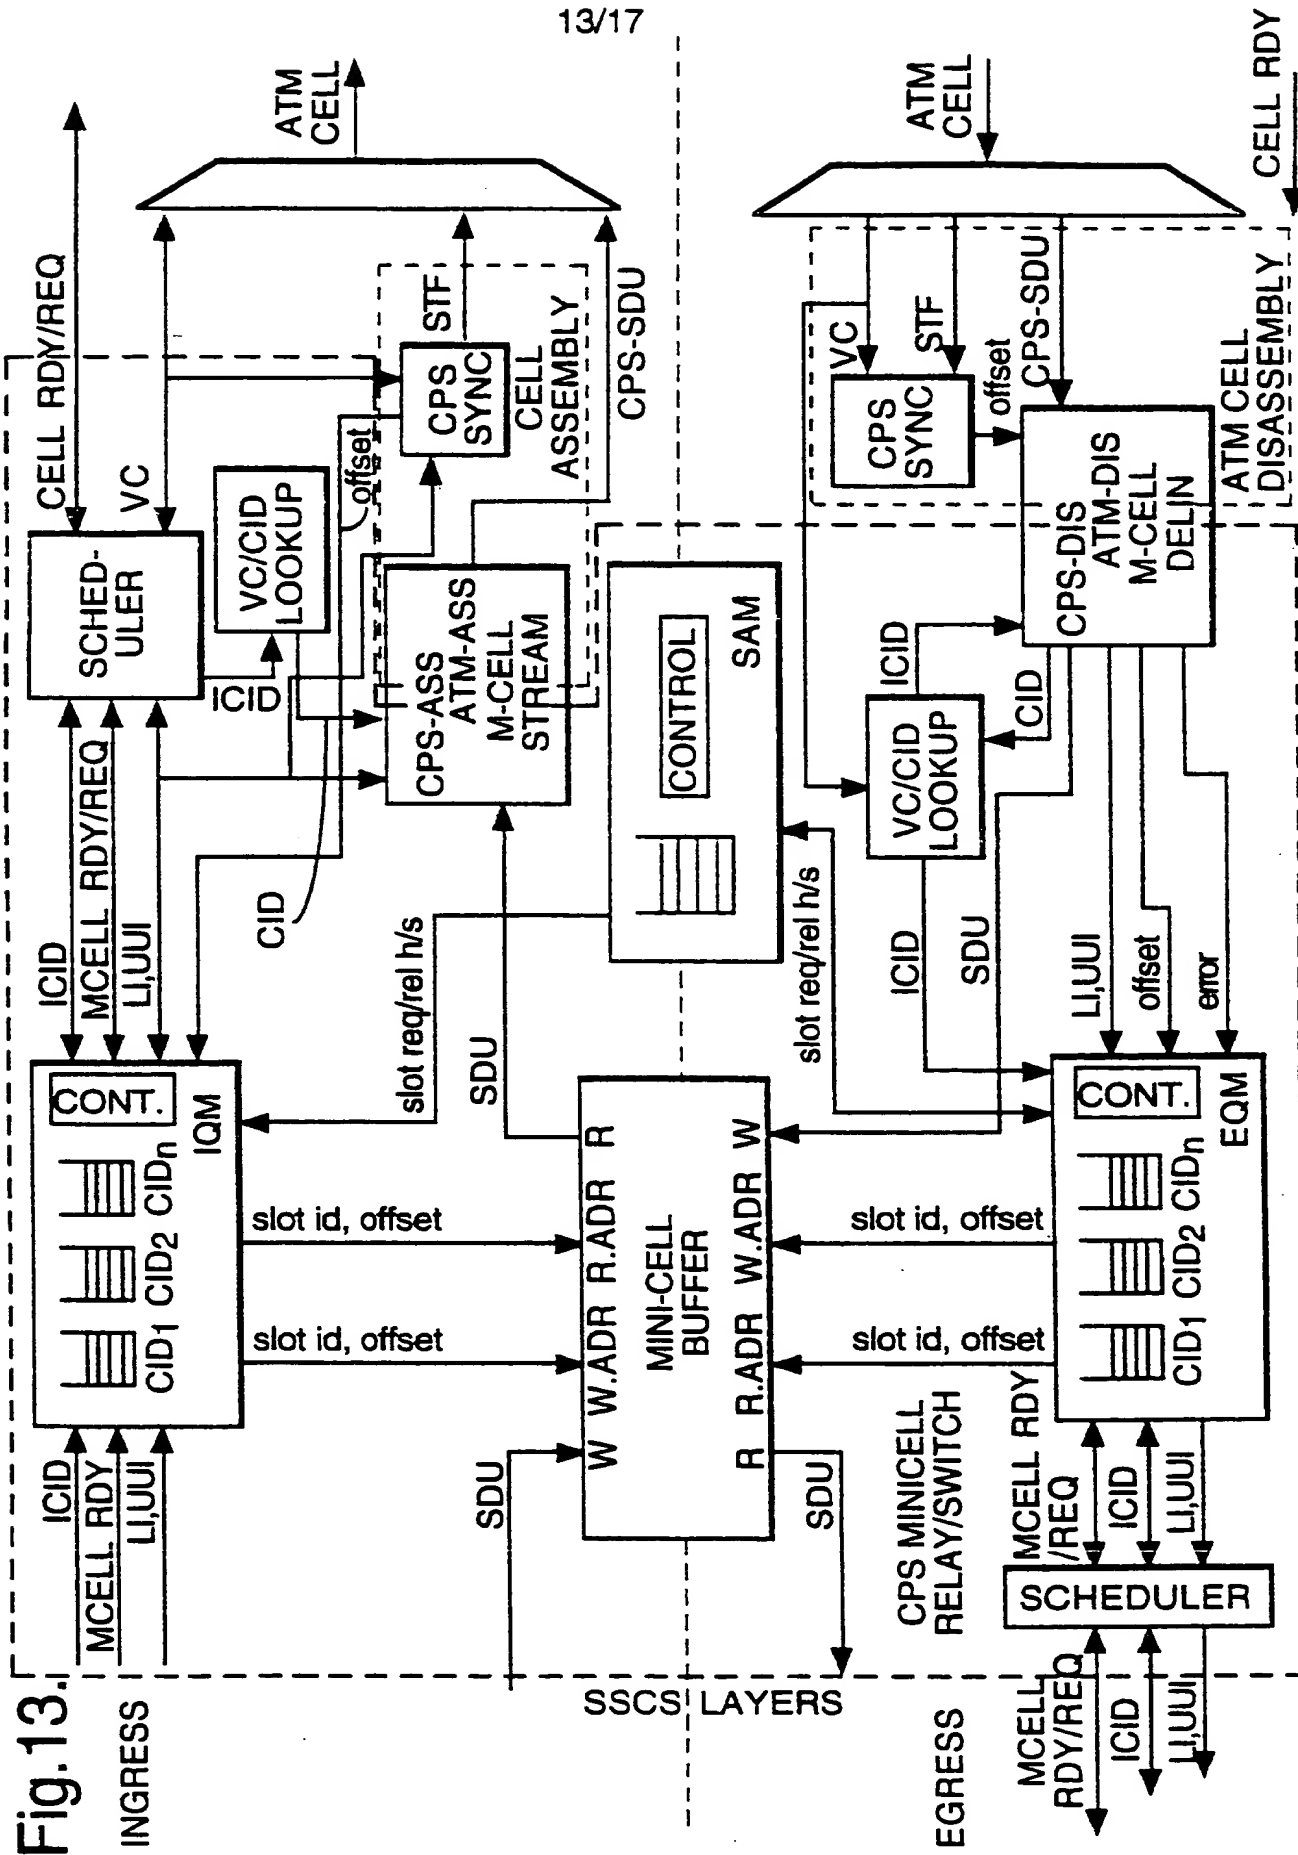 13/17
Fig.13.
INGRESS
ICID
MCELL RDY
LI,UUI
CID1
CID2
CIDn
CONT.
IQM
ICID
MCELL RDY/REQ
LI,UUI
SCHED-
ULER
CELL RDY/REQ
VC
ICID
VC/CID
LOOKUP
offset
CID
CPS-ASS
ATM-ASS
M-CELL
STREAM
CPS
SYNC
STF
CELL
ASSEMBLY
CPS-SDU
ATM
CELL
slot id, offset
slot id, offset
slot req/rel h/s
SDU
SDU
W
W.ADR
R.ADR
R
MINI-CELL
BUFFER
R
R.ADR
W.ADR
W
CONTROL
SAM
SSCS LAYERS
SDU
slot id, offset
slot id, offset
slot req/rel h/s
ICID
SDU
VC/CID
LOOKUP
ICID
CID
CPS-DIS
ATM-DIS
M-CELL
DELIN
CPS
SYNC
VC
STF
offset
CPS-SDU
ATM
CELL
ATM CELL
DISASSEMBLY
CELL RDY
LI,UUI
offset
error
CID1
CID2
CIDn
CONT.
EQM
CPS MINICELL
RELAY/SWITCH
MCELL RDY
/REQ
ICID
LI,UUI
SCHEDULER
EGRESS
MCELL
RDY/REQ
ICID
LI,UUI